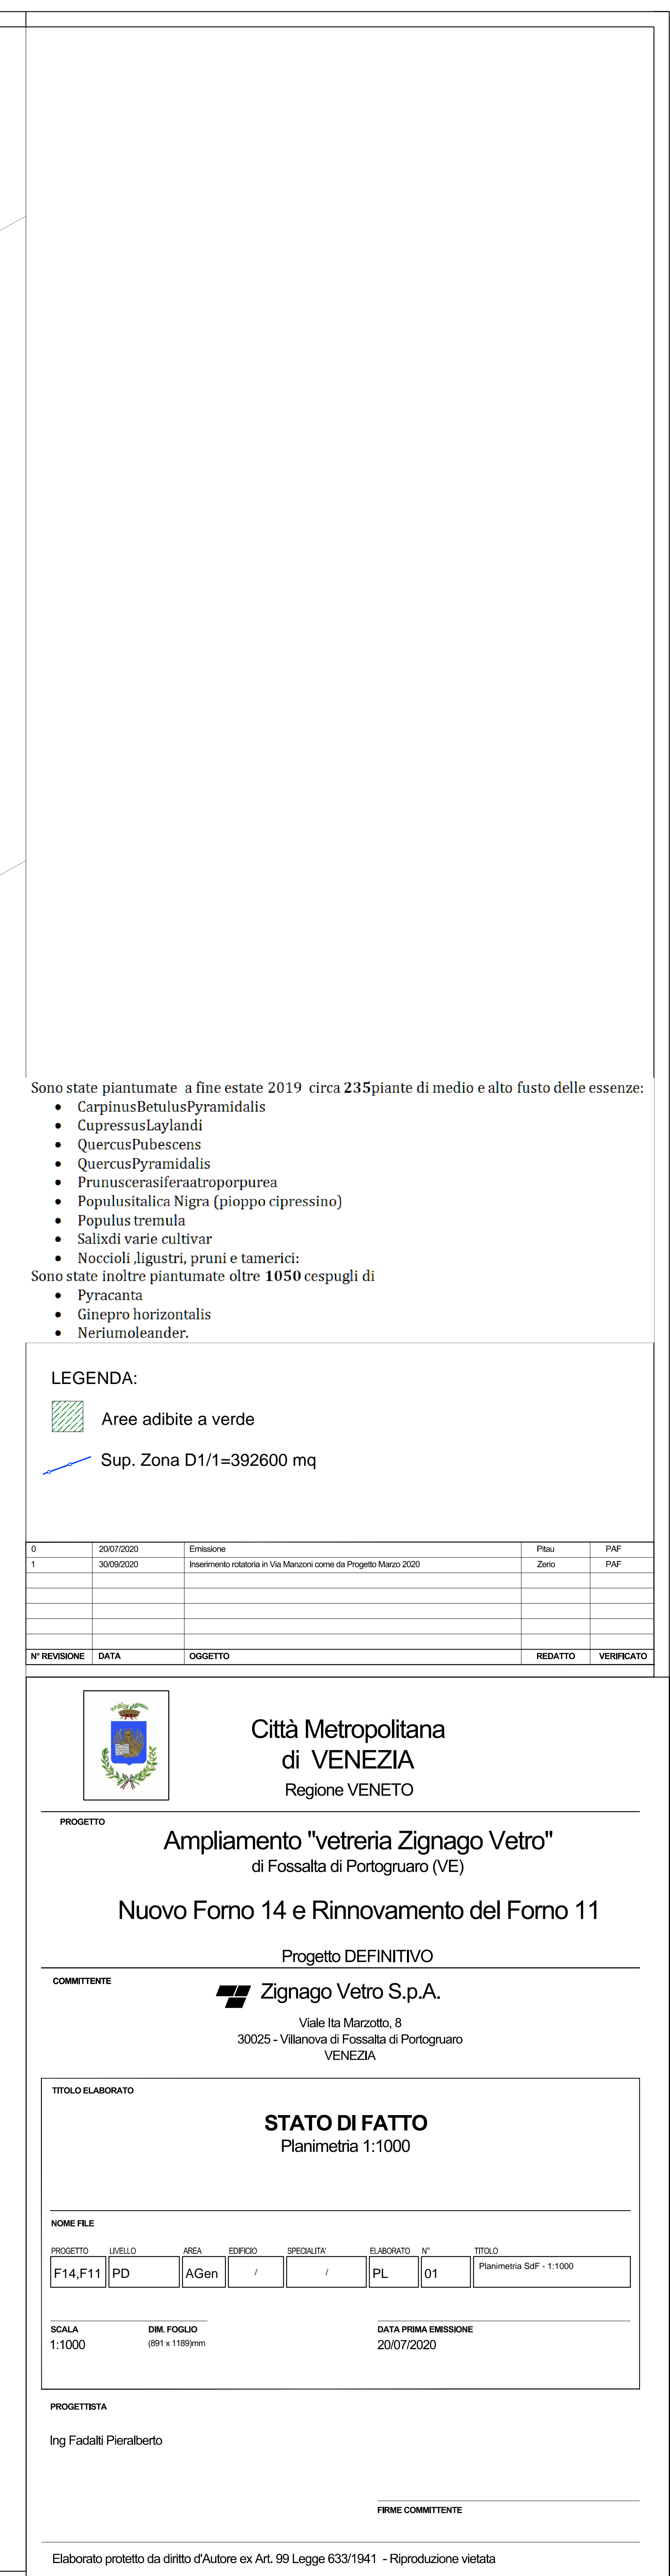 Sono state piantumate a fine estate 2019 circa 235piante di medio e alto fusto delle essenze:
• CarpinusBetulusPyramidalis
• CupressusLaylandi
• QuercusPubescens
• QuercusPyramidalis
• Prunuscerasiferaatroporpurea
• Populusitalica Nigra (pioppo cipressino)
• Populus tremula
• Salixdi varie cultivar
• Noccioli ,ligustri, pruni e tamerici:
Sono state inoltre piantumate oltre 1050 cespugli di
• Pyracanta
• Ginepro horizontalis
• Neriumoleander.
LEGENDA:
Aree adibite a verde
Sup. Zona D1/1=392600 mq
0 20/07/2020 Emissione Pitau PAF
1 30/09/2020 Inserimento rotatoria in Via Manzoni come da Progetto Marzo 2020 Zerio PAF
N° REVISIONE DATA OGGETTO REDATTO VERIFICATO
Città Metropolitana
di VENEZIA
Regione VENETO
PROGETTO
Ampliamento "vetreria Zignago Vetro"
di Fossalta di Portogruaro (VE)
Nuovo Forno 14 e Rinnovamento del Forno 11
Progetto DEFINITIVO
COMMITTENTE
Zignago Vetro S.p.A.
Viale Ita Marzotto, 8
30025 - Villanova di Fossalta di Portogruaro
VENEZIA
TITOLO ELABORATO
STATO DI FATTO
Planimetria 1:1000
NOME FILE
PROGETTO LIVELLO AREA EDIFICIO SPECIALITA' ELABORATO N° TITOLO
F14,F11 PD AGen / / PL 01 Planimetria SdF - 1:1000
SCALA DIM. FOGLIO DATA PRIMA EMISSIONE
1:1000 (891 x 1189)mm 20/07/2020
PROGETTISTA
Ing Fadalti Pieralberto
FIRME COMMITTENTE
Elaborato protetto da diritto d'Autore ex Art. 99 Legge 633/1941 - Riproduzione vietata